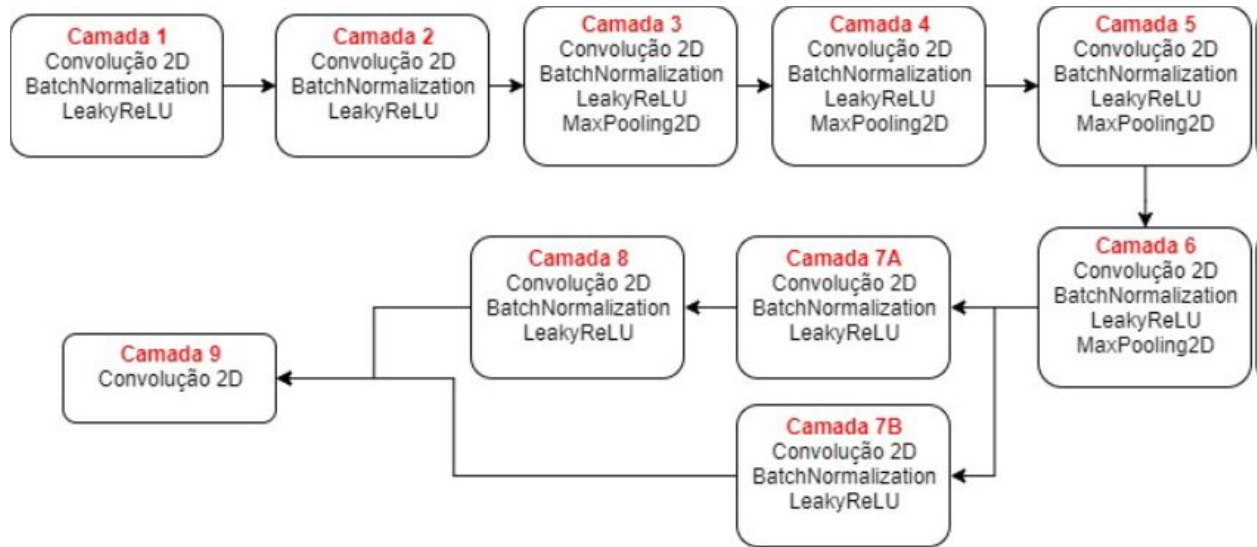 Camada 1
Convolução 2D
BatchNormalization
LeakyReLU
Camada 2
Convolução 2D
BatchNormalization
LeakyReLU
Camada 3
Convolução 2D
BatchNormalization
LeakyReLU
MaxPooling2D
Camada 4
Convolução 2D
BatchNormalization
LeakyReLU
MaxPooling2D
Camada 5
Convolução 2D
BatchNormalization
LeakyReLU
MaxPooling2D
Camada 6
Convolução 2D
BatchNormalization
LeakyReLU
MaxPooling2D
Camada 7A
Convolução 2D
BatchNormalization
LeakyReLU
Camada 8
Convolução 2D
BatchNormalization
LeakyReLU
Camada 7B
Convolução 2D
BatchNormalization
LeakyReLU
Camada 9
Convolução 2D